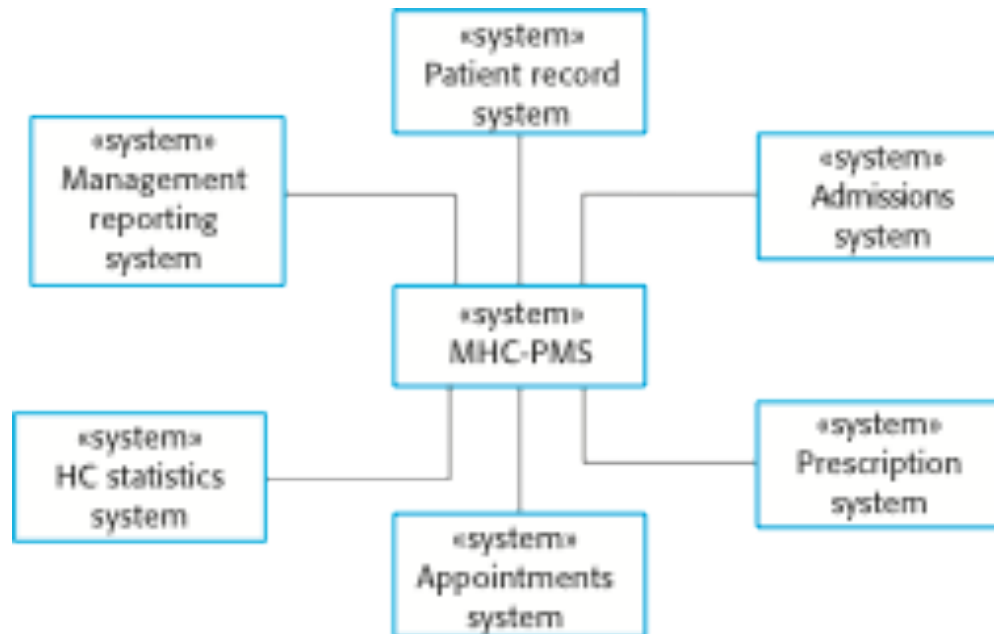 «system»
Patient record
system
«system»
Management
reporting
system
«system»
Admissions
system
«system»
MHC-PMS
«system»
HC statistics
system
«system»
Prescription
system
«system»
Appointments
system